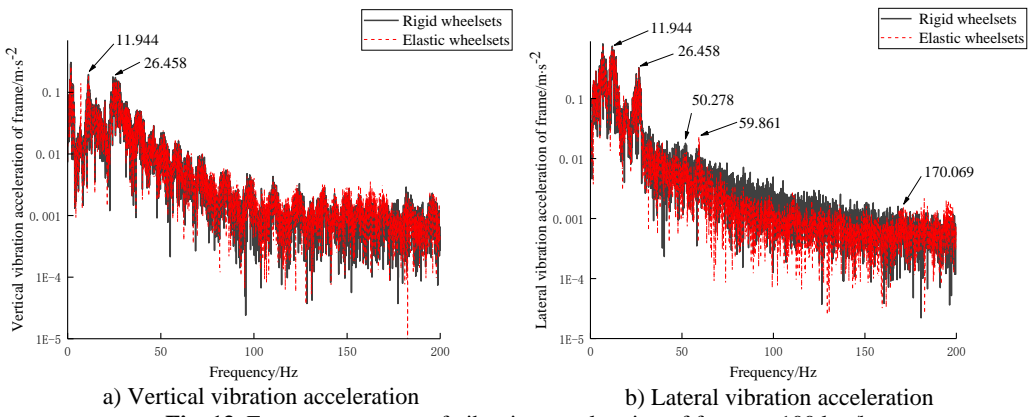 Rigid wheelsets
Elastic wheelsets
11.944
26.458
Vertical vibration acceleration of frame/m·s-2
0.1
0.01
0.001
1E-4
1E-5
0 50 100 150 200
Frequency/Hz
a) Vertical vibration acceleration
Rigid wheelsets
Elastic wheelsets
11.944
26.458
50.278
59.861
170.069
Lateral vibration acceleration of frame/m·s-2
0.1
0.01
0.001
1E-4
1E-5
0 50 100 150 200
Frequency/Hz
b) Lateral vibration acceleration